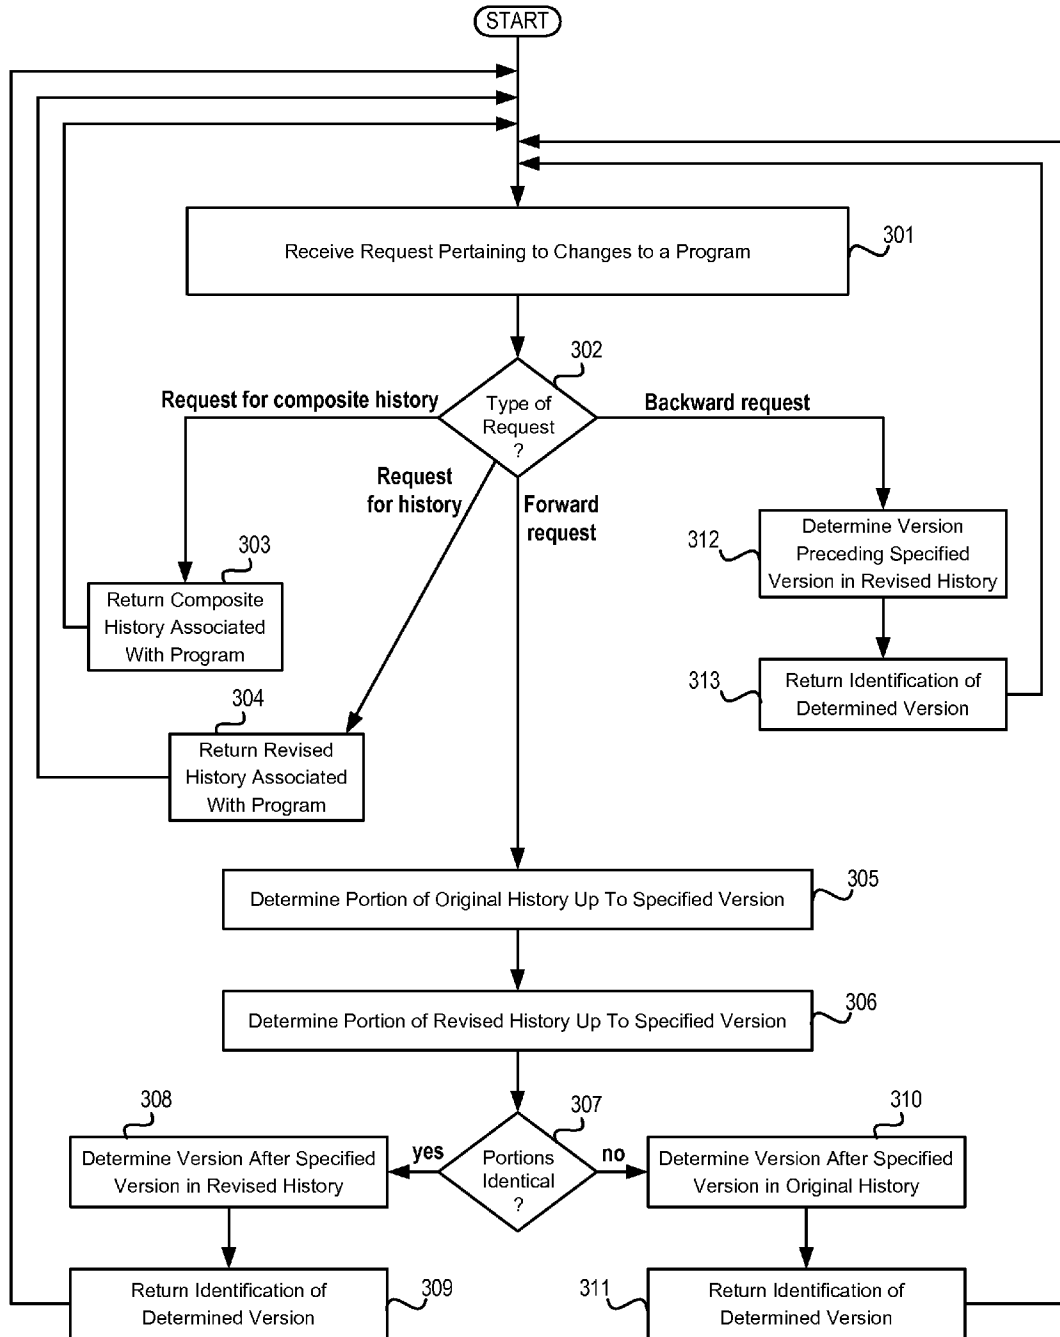 START
Receive Request Pertaining to Changes to a Program
301
302
Type of
Request
?
Request for composite history
Backward request
Request
for history
Forward
request
312
Determine Version
Preceding Specified
Version in Revised History
303
Return Composite
History Associated
With Program
313
Return Identification of
Determined Version
304
Return Revised
History Associated
With Program
305
Determine Portion of Original History Up To Specified Version
306
Determine Portion of Revised History Up To Specified Version
307
Portions
Identical
?
yes
no
308
Determine Version After Specified
Version in Revised History
310
Determine Version After Specified
Version in Original History
Return Identification of
Determined Version
309
311
Return Identification of
Determined Version